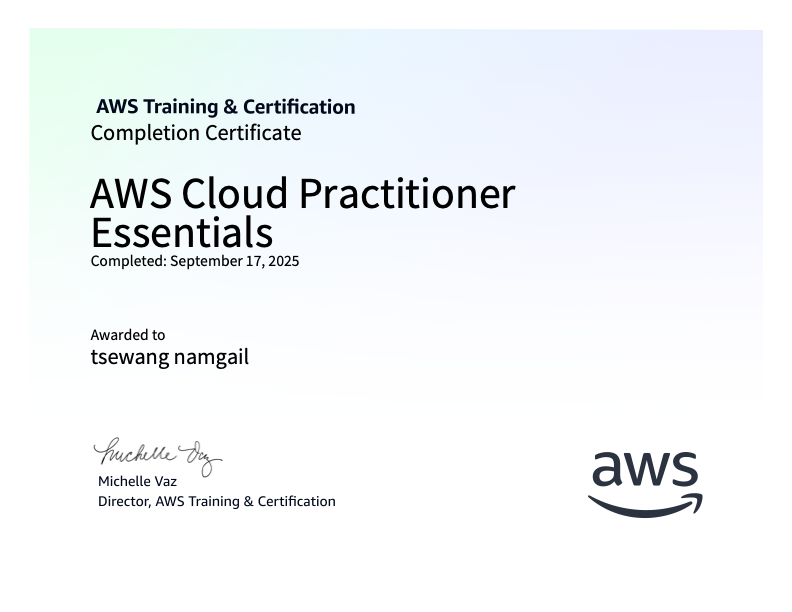 AWS Training & Certification
Completion Certificate
AWS Cloud Practitioner
Essentials
Completed: September 17, 2025
Awarded to
tsewang namgail
Michelle Vaz
Michelle Vaz
Director, AWS Training & Certification
aws